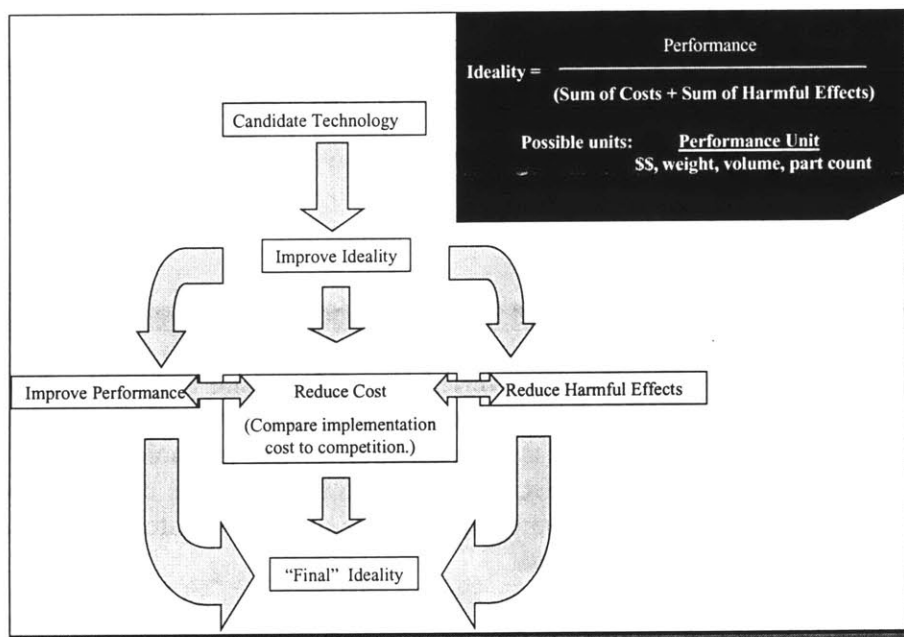 Performance
Ideality =
(Sum of Costs + Sum of Harmful Effects)
Possible units: Performance Unit
$$, weight, volume, part count
Candidate Technology
Improve Ideality
Improve Performance
Reduce Cost
(Compare implementation
cost to competition.)
Reduce Harmful Effects
“Final” Ideality